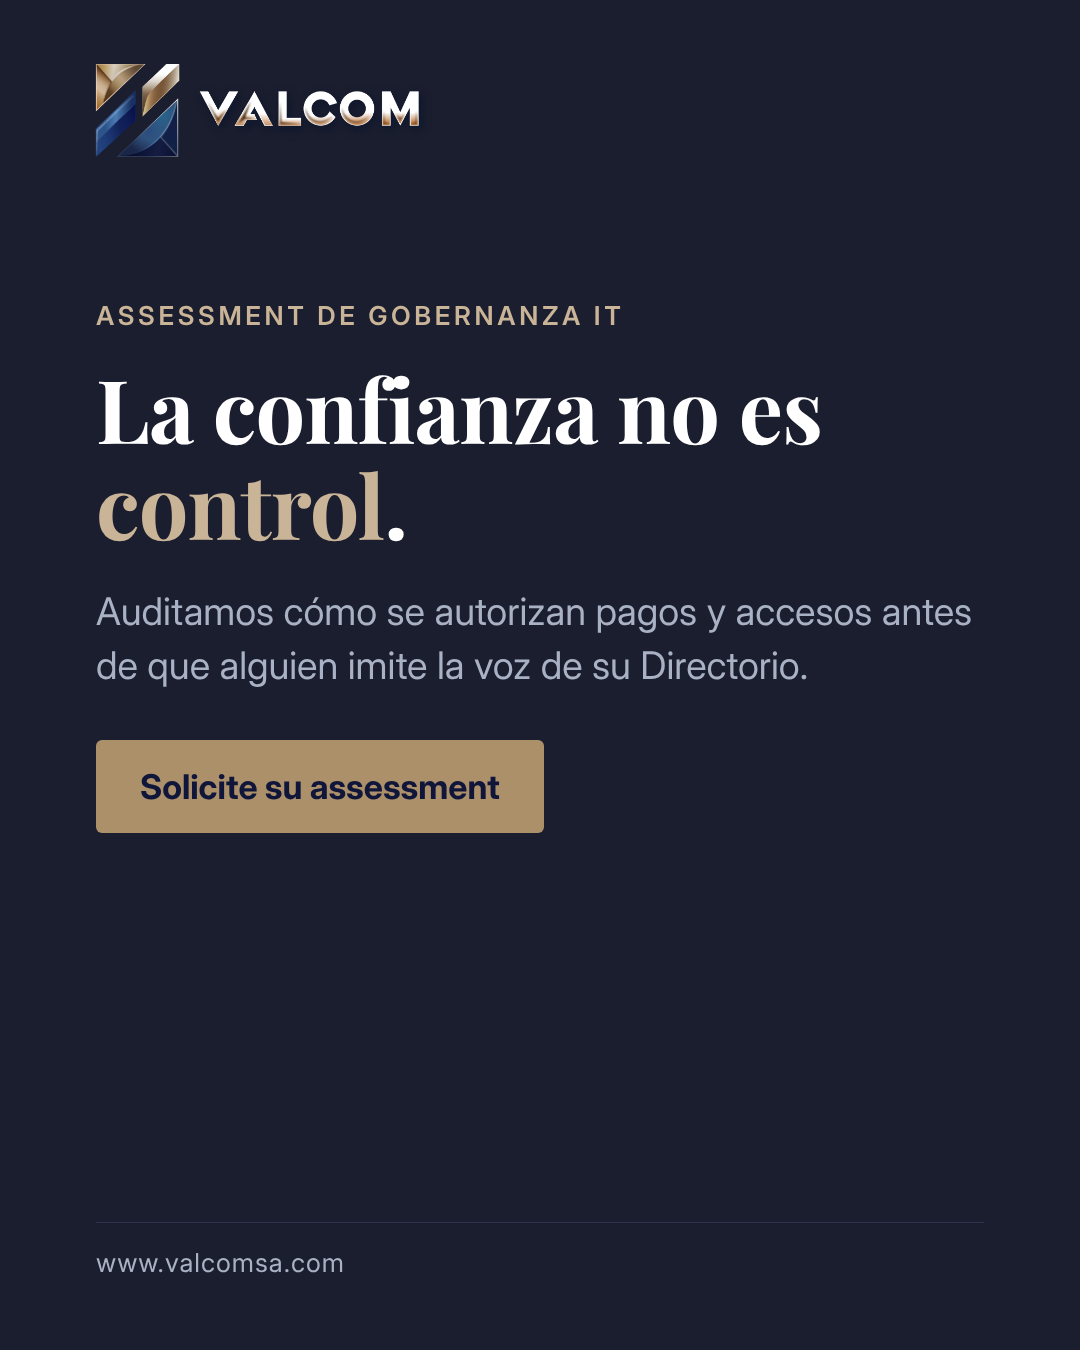 VALCOM
ASSESSMENT DE GOBERNANZA IT
La confianza no es
control.
Auditamos cómo se autorizan pagos y accesos antes
de que alguien imite la voz de su Directorio.
Solicite su assessment
www.valcomsa.com